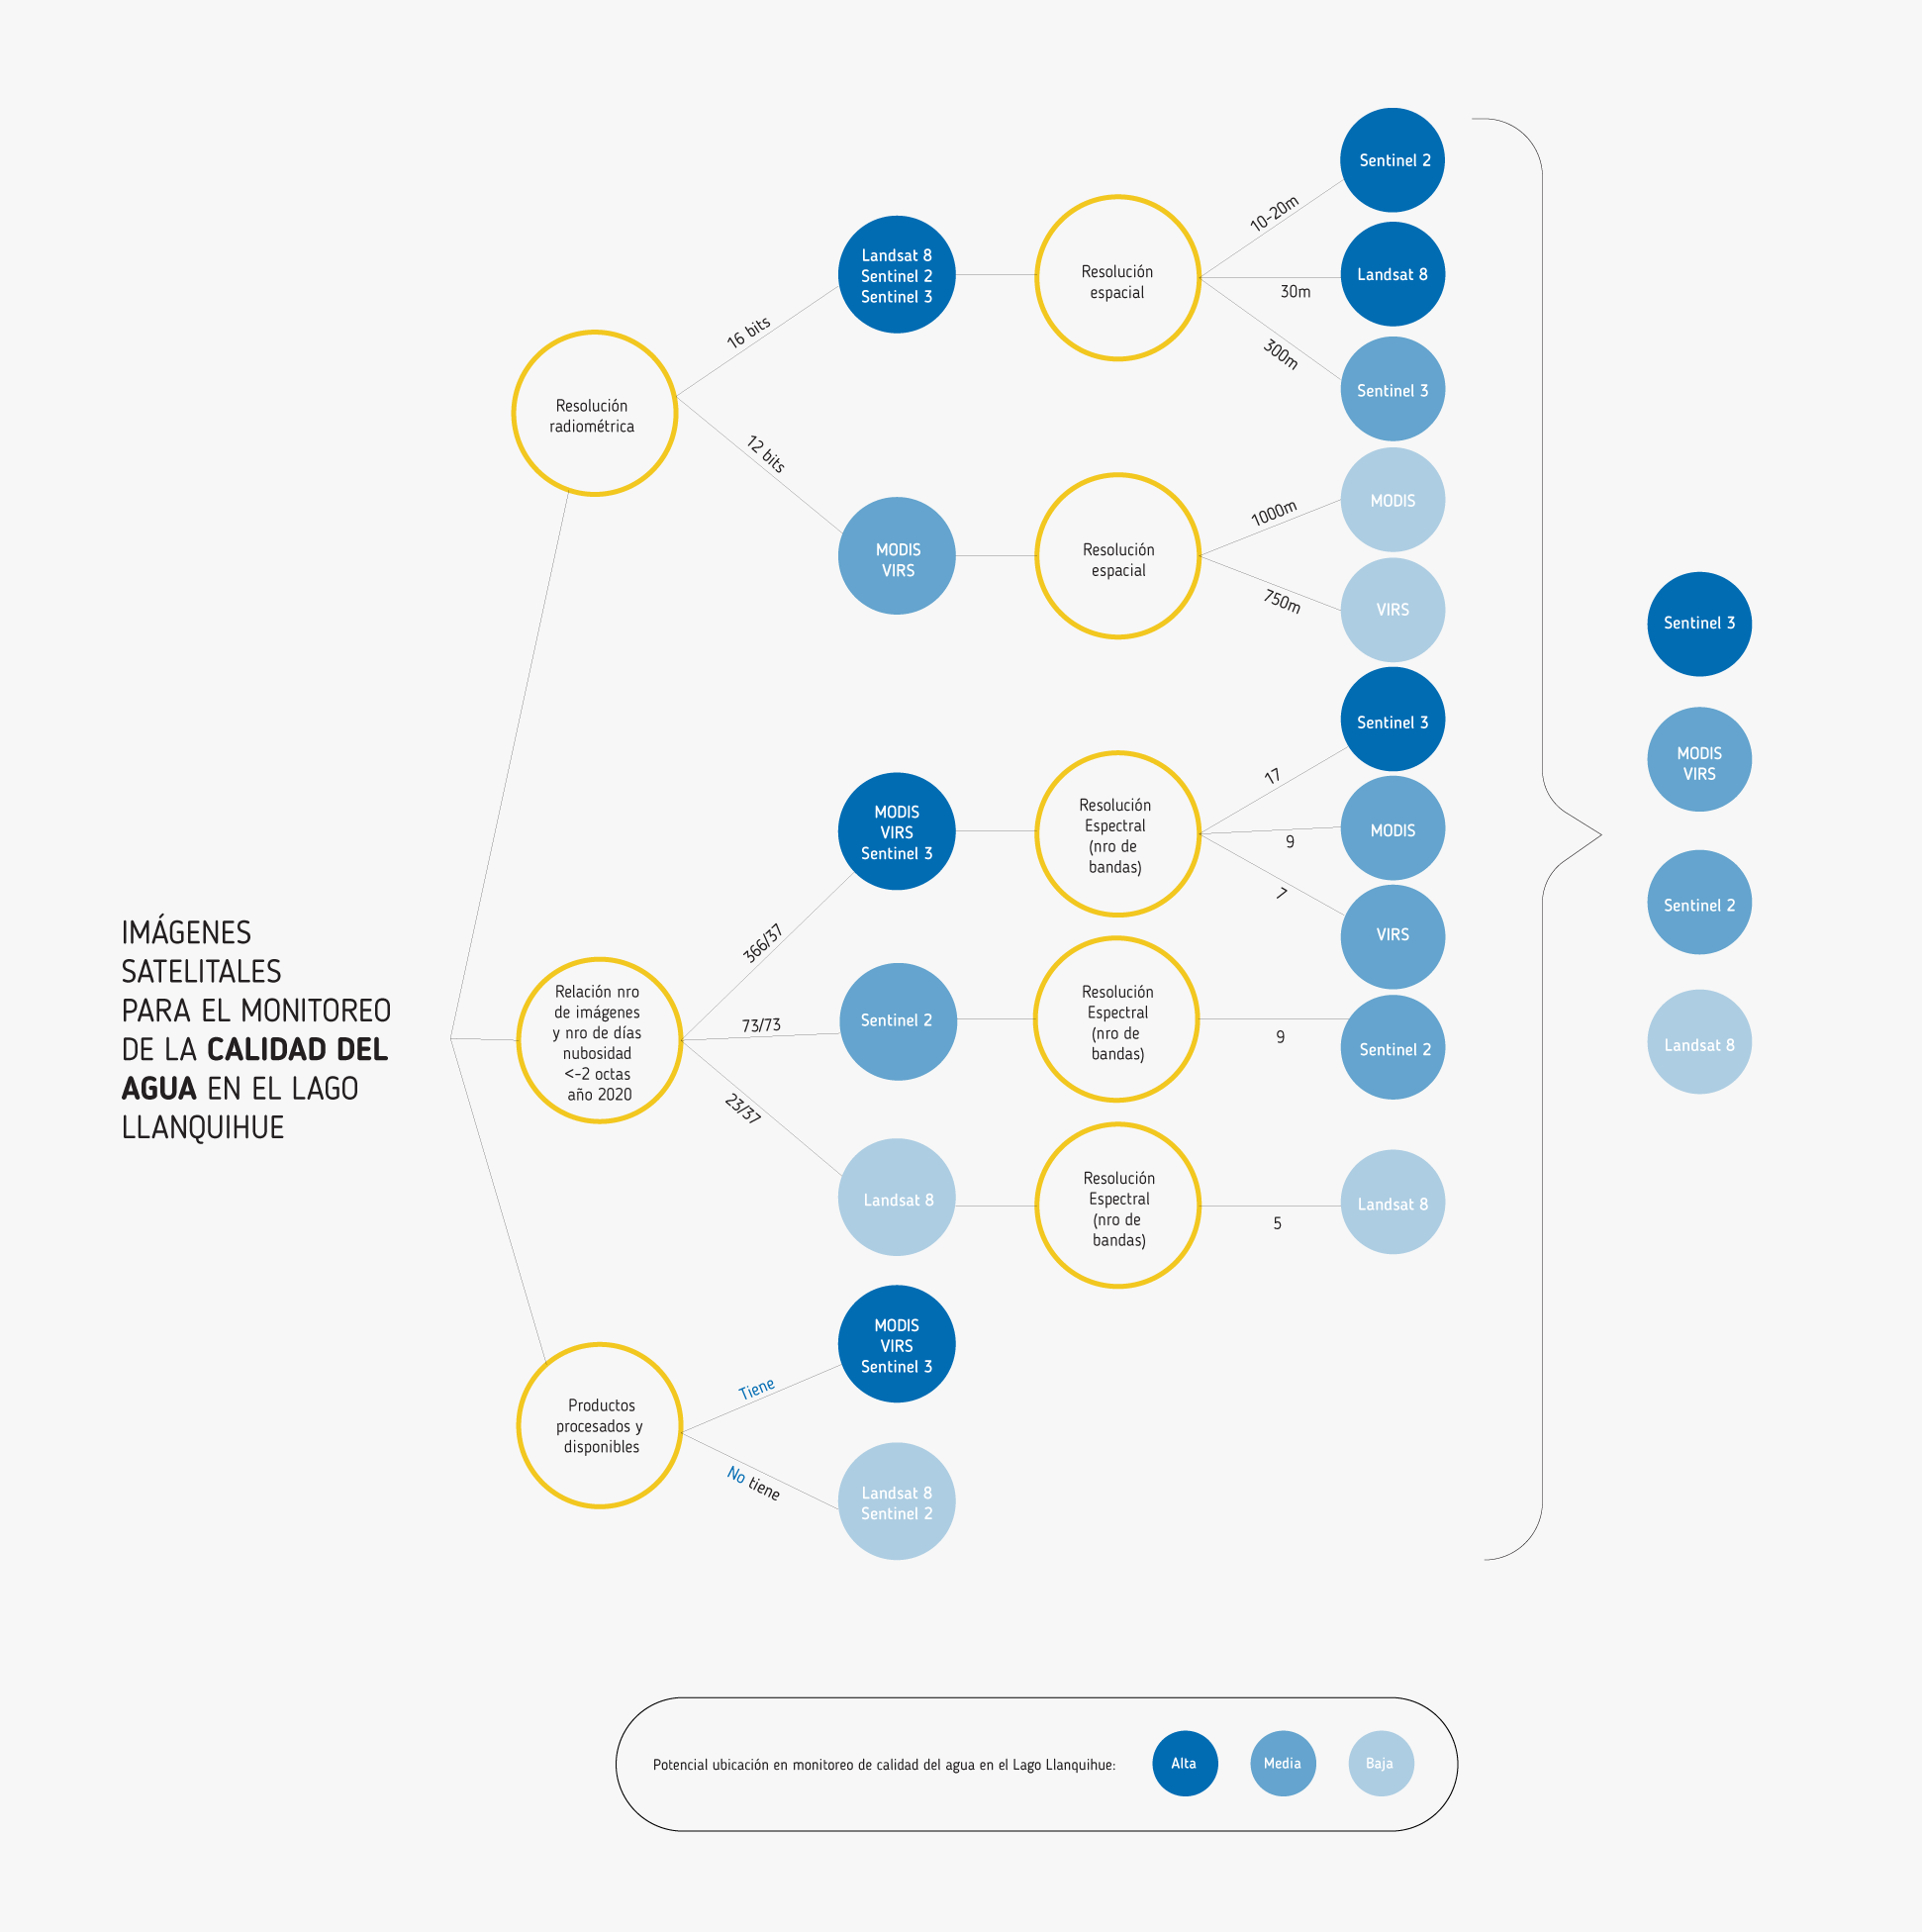 IMÁGENES
SATELITALES
PARA EL MONITOREO
DE LA CALIDAD DEL
AGUA EN EL LAGO
LLANQUIHUE
Resolución
radiométrica
16 bits
12 bits
Landsat 8
Sentinel 2
Sentinel 3
MODIS
VIRS
Resolución
espacial
10-20m
30m
300m
Sentinel 2
Landsat 8
Sentinel 3
Resolución
espacial
1000m
750m
MODIS
VIRS
Relación nro
de imágenes
y nro de días
nubosidad
<-2 octas
año 2020
366/37
73/73
23/37
MODIS
VIRS
Sentinel 3
Resolución
Espectral
(nro de
bandas)
17
9
7
Sentinel 3
MODIS
VIRS
Sentinel 2
Resolución
Espectral
(nro de
bandas)
9
Sentinel 2
Landsat 8
Resolución
Espectral
(nro de
bandas)
5
Landsat 8
Productos
procesados y
disponibles
Tiene
No tiene
MODIS
VIRS
Sentinel 3
Landsat 8
Sentinel 2
Sentinel 3
MODIS
VIRS
Sentinel 2
Landsat 8
Potencial ubicación en monitoreo de calidad del agua en el Lago Llanquihue:
Alta
Media
Baja